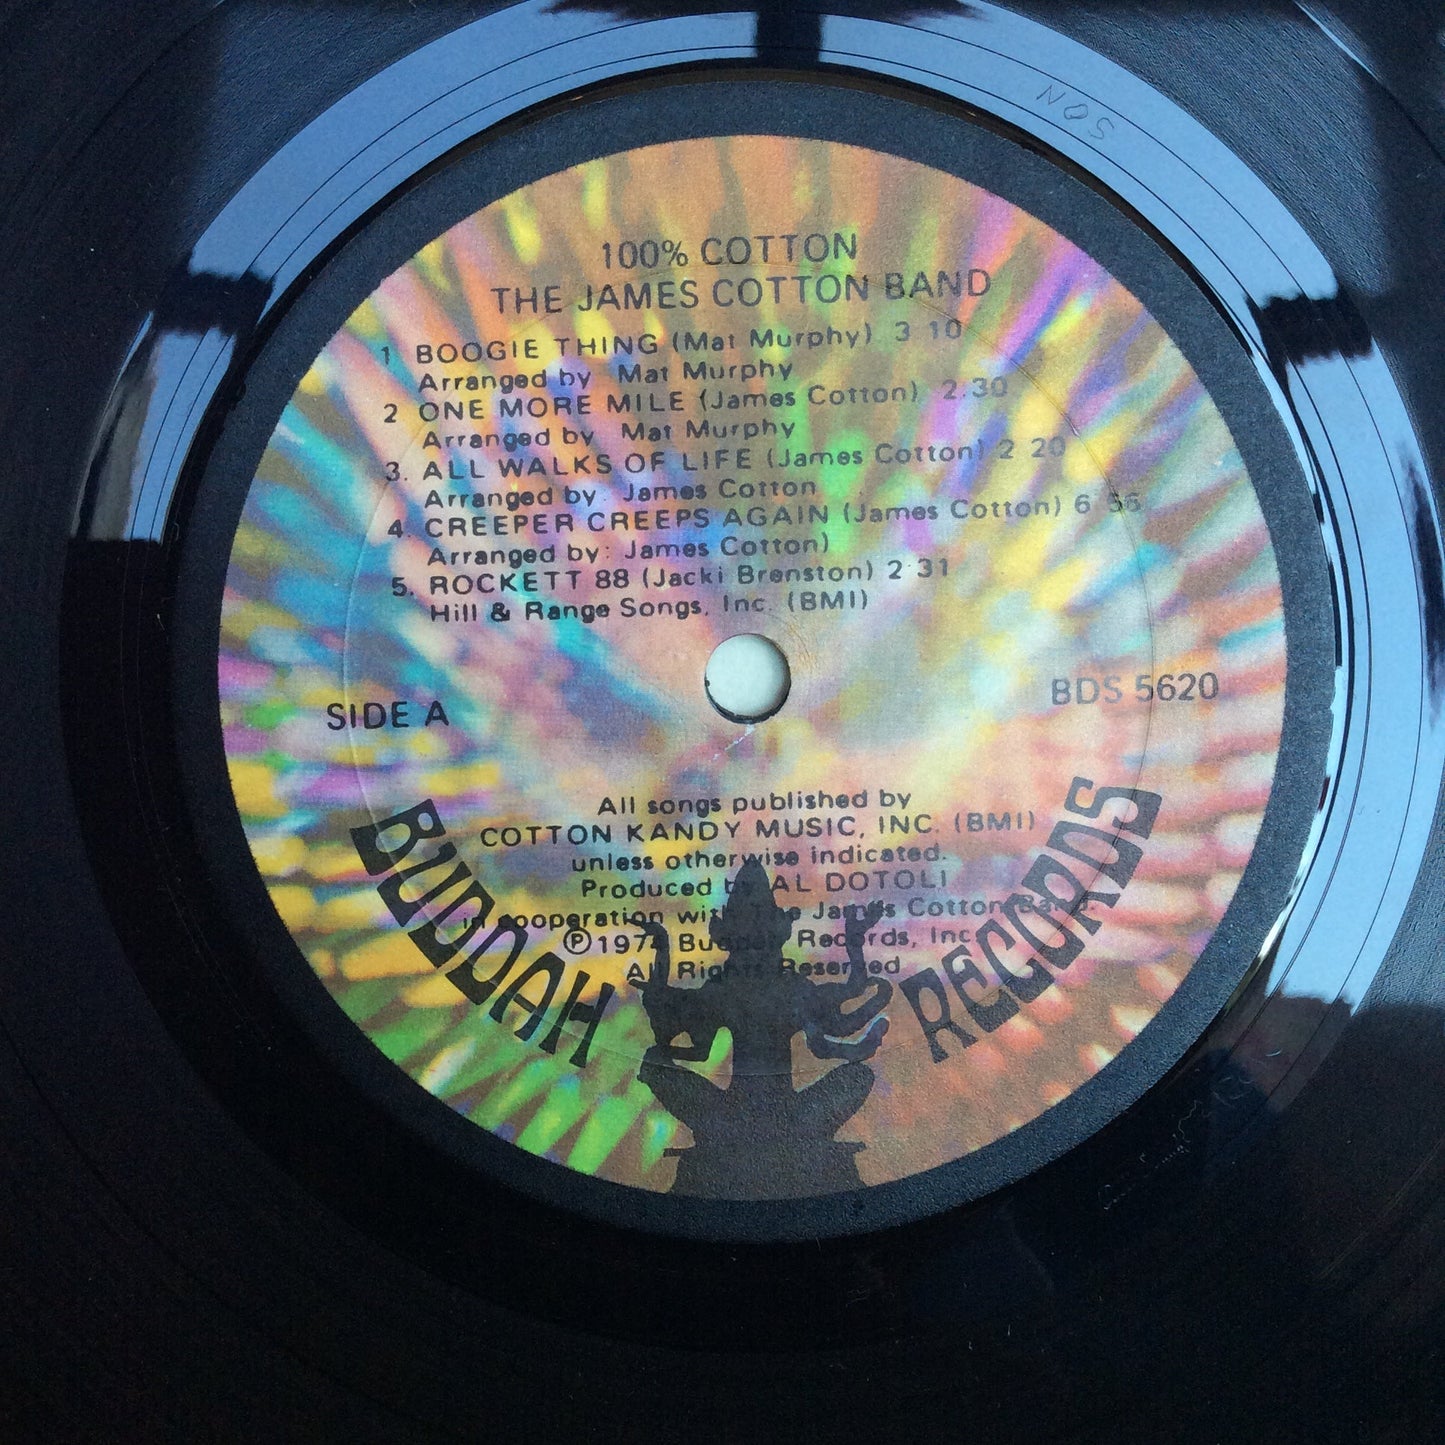 NOS
100% COTTON
THE JAMES COTTON BAND
1 BOOGIE THING (Mat Murphy) 3 10
Arranged by Mat Murphy
2 ONE MORE MILE (James Cotton) 2.30
Arranged by Mat Murphy
3. ALL WALKS OF LIFE (James Cotton) 2 20
Arranged by: James Cotton
4. CREEPER CREEPS AGAIN (James Cotton) 6
Arranged by: James Cotton)
5. ROCKETT 88 (Jacki Brenston) 2 31
Hill & Range Songs, Inc. (BMI)
SIDE A
BDS 5620
All songs published by
COTTON KANDY MUSIC, INC. (BMI)
unless otherwise indicated.
Produced by AL DOTOLI
in cooperation with The James Cotton Band.
℗ 1974 Buddah Records, Inc.
All Rights Reserved
BUDDAH RECORDS